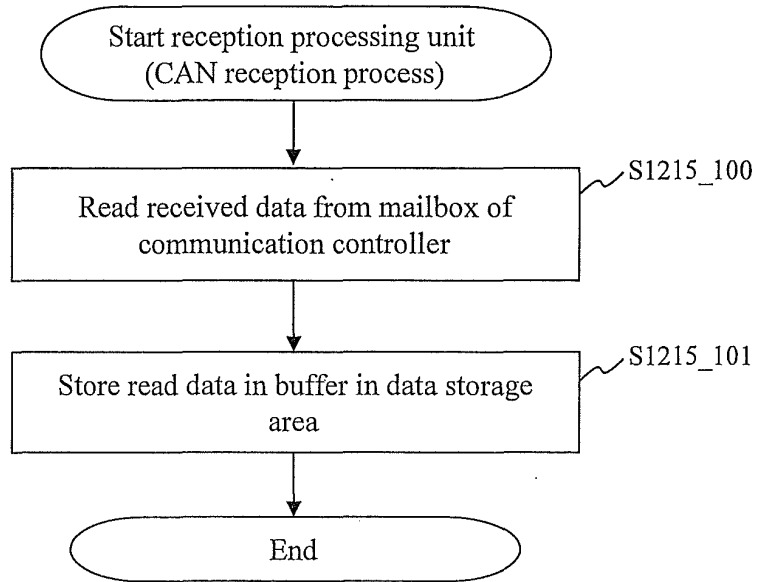 Start reception processing unit
(CAN reception process)
S1215_100
Read received data from mailbox of
communication controller
S1215_101
Store read data in buffer in data storage
area
End